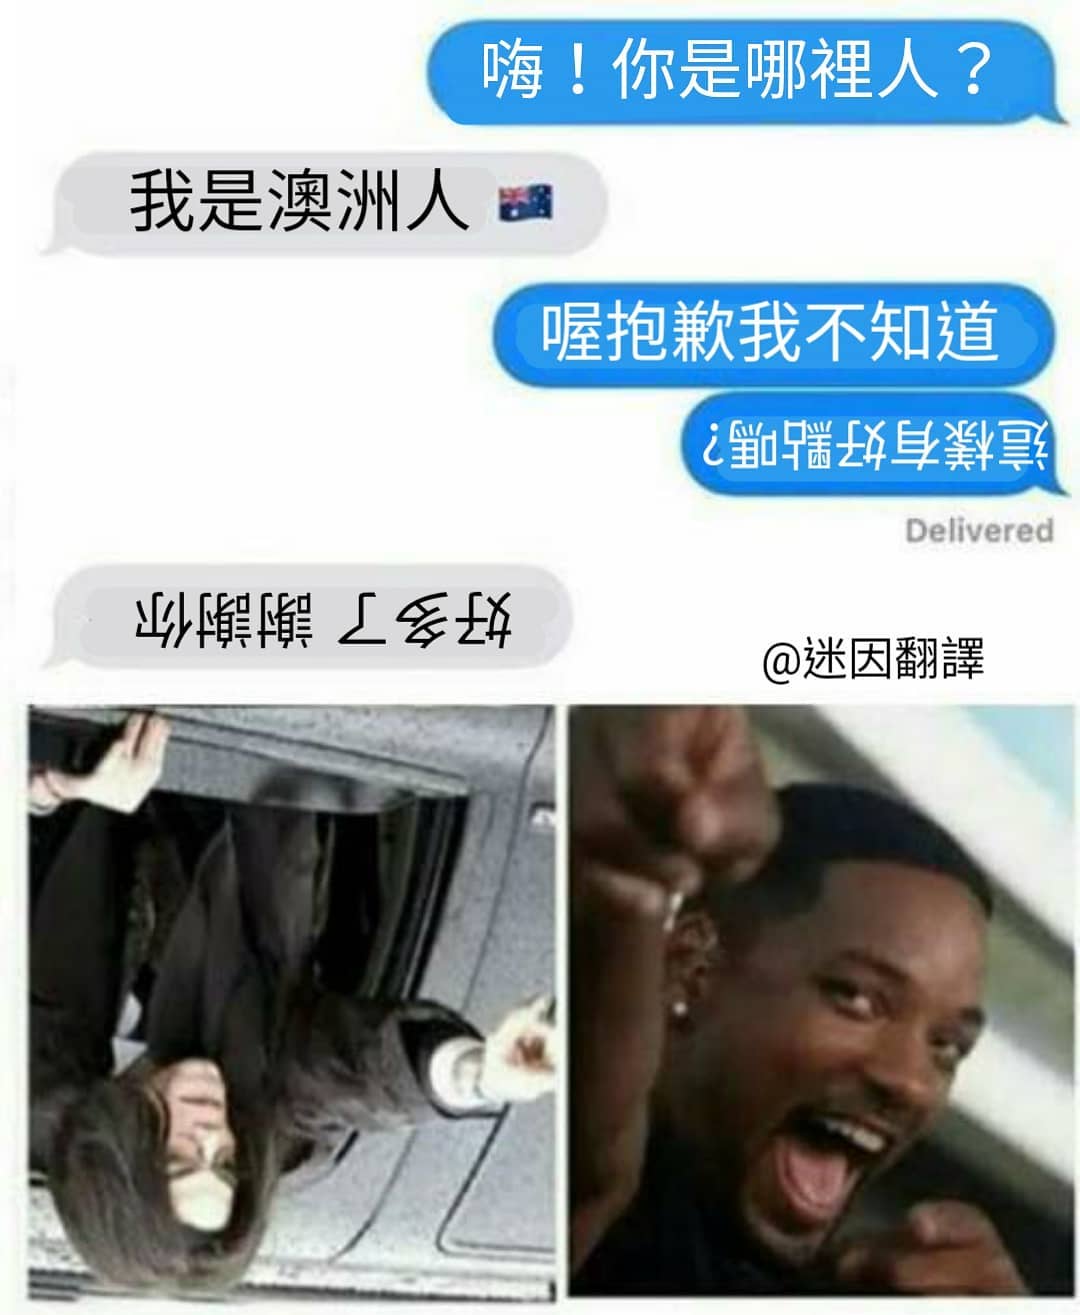 嗨！你是哪裡人？
我是澳洲人 🇦🇺
喔抱歉我不知道
這樣有好點嗎？
Delivered
好多了 謝謝你
@迷因翻譯